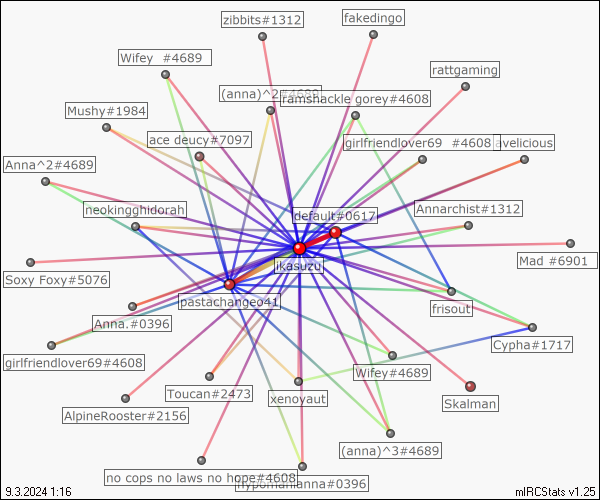 fakedingo
zibbits#1312
Wifey  #4689
rattgaming
(anna)^2#4689
ramshackle gorey#4608
Mushy#1984
ace deucy#7097
girlfriendlover69  #4608
avelicious
Anna^2#4689
neokingghidorah
default#0617
Annarchist#1312
Mad #6901
ikasuzu
Soxy Foxy#5076
pastachangeo41
frisout
Anna.#0396
Cypha#1717
girlfriendlover69#4608
Wifey#4689
Toucan#2473
xenoyaut
Skalman
AlpineRooster#2156
(anna)^3#4689
no cops no laws no hope#4608
#0396
9.3.2024 1:16
mIRCStats v1.25